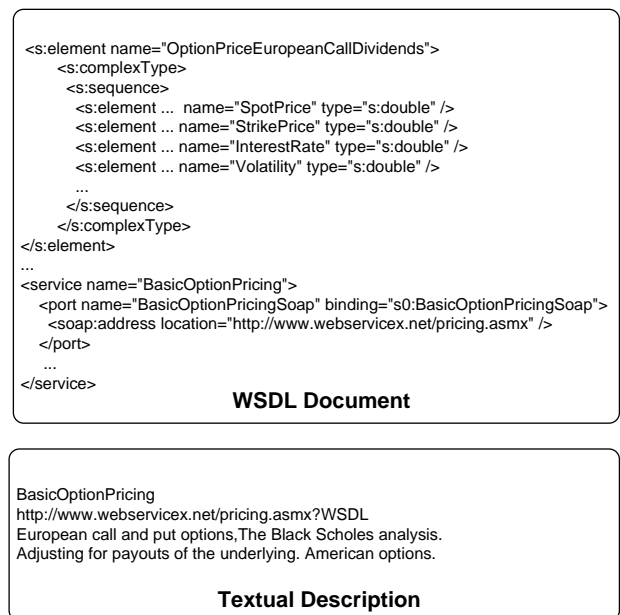 <s:element name="OptionPriceEuropeanCallDividends">
<s:complexType>
<s:sequence>
<s:element ... name="SpotPrice" type="s:double" />
<s:element ... name="StrikePrice" type="s:double" />
<s:element ... name="InterestRate" type="s:double" />
<s:element ... name="Volatility" type="s:double" />
...
</s:sequence>
</s:complexType>
</s:element>
...
<service name="BasicOptionPricing">
<port name="BasicOptionPricingSoap" binding="s0:BasicOptionPricingSoap">
<soap:address location="http://www.webservicex.net/pricing.asmx" />
</port>
...
</service>
WSDL Document
BasicOptionPricing
http://www.webservicex.net/pricing.asmx?WSDL
European call and put options,The Black Scholes analysis.
Adjusting for payouts of the underlying. American options.
Textual Description